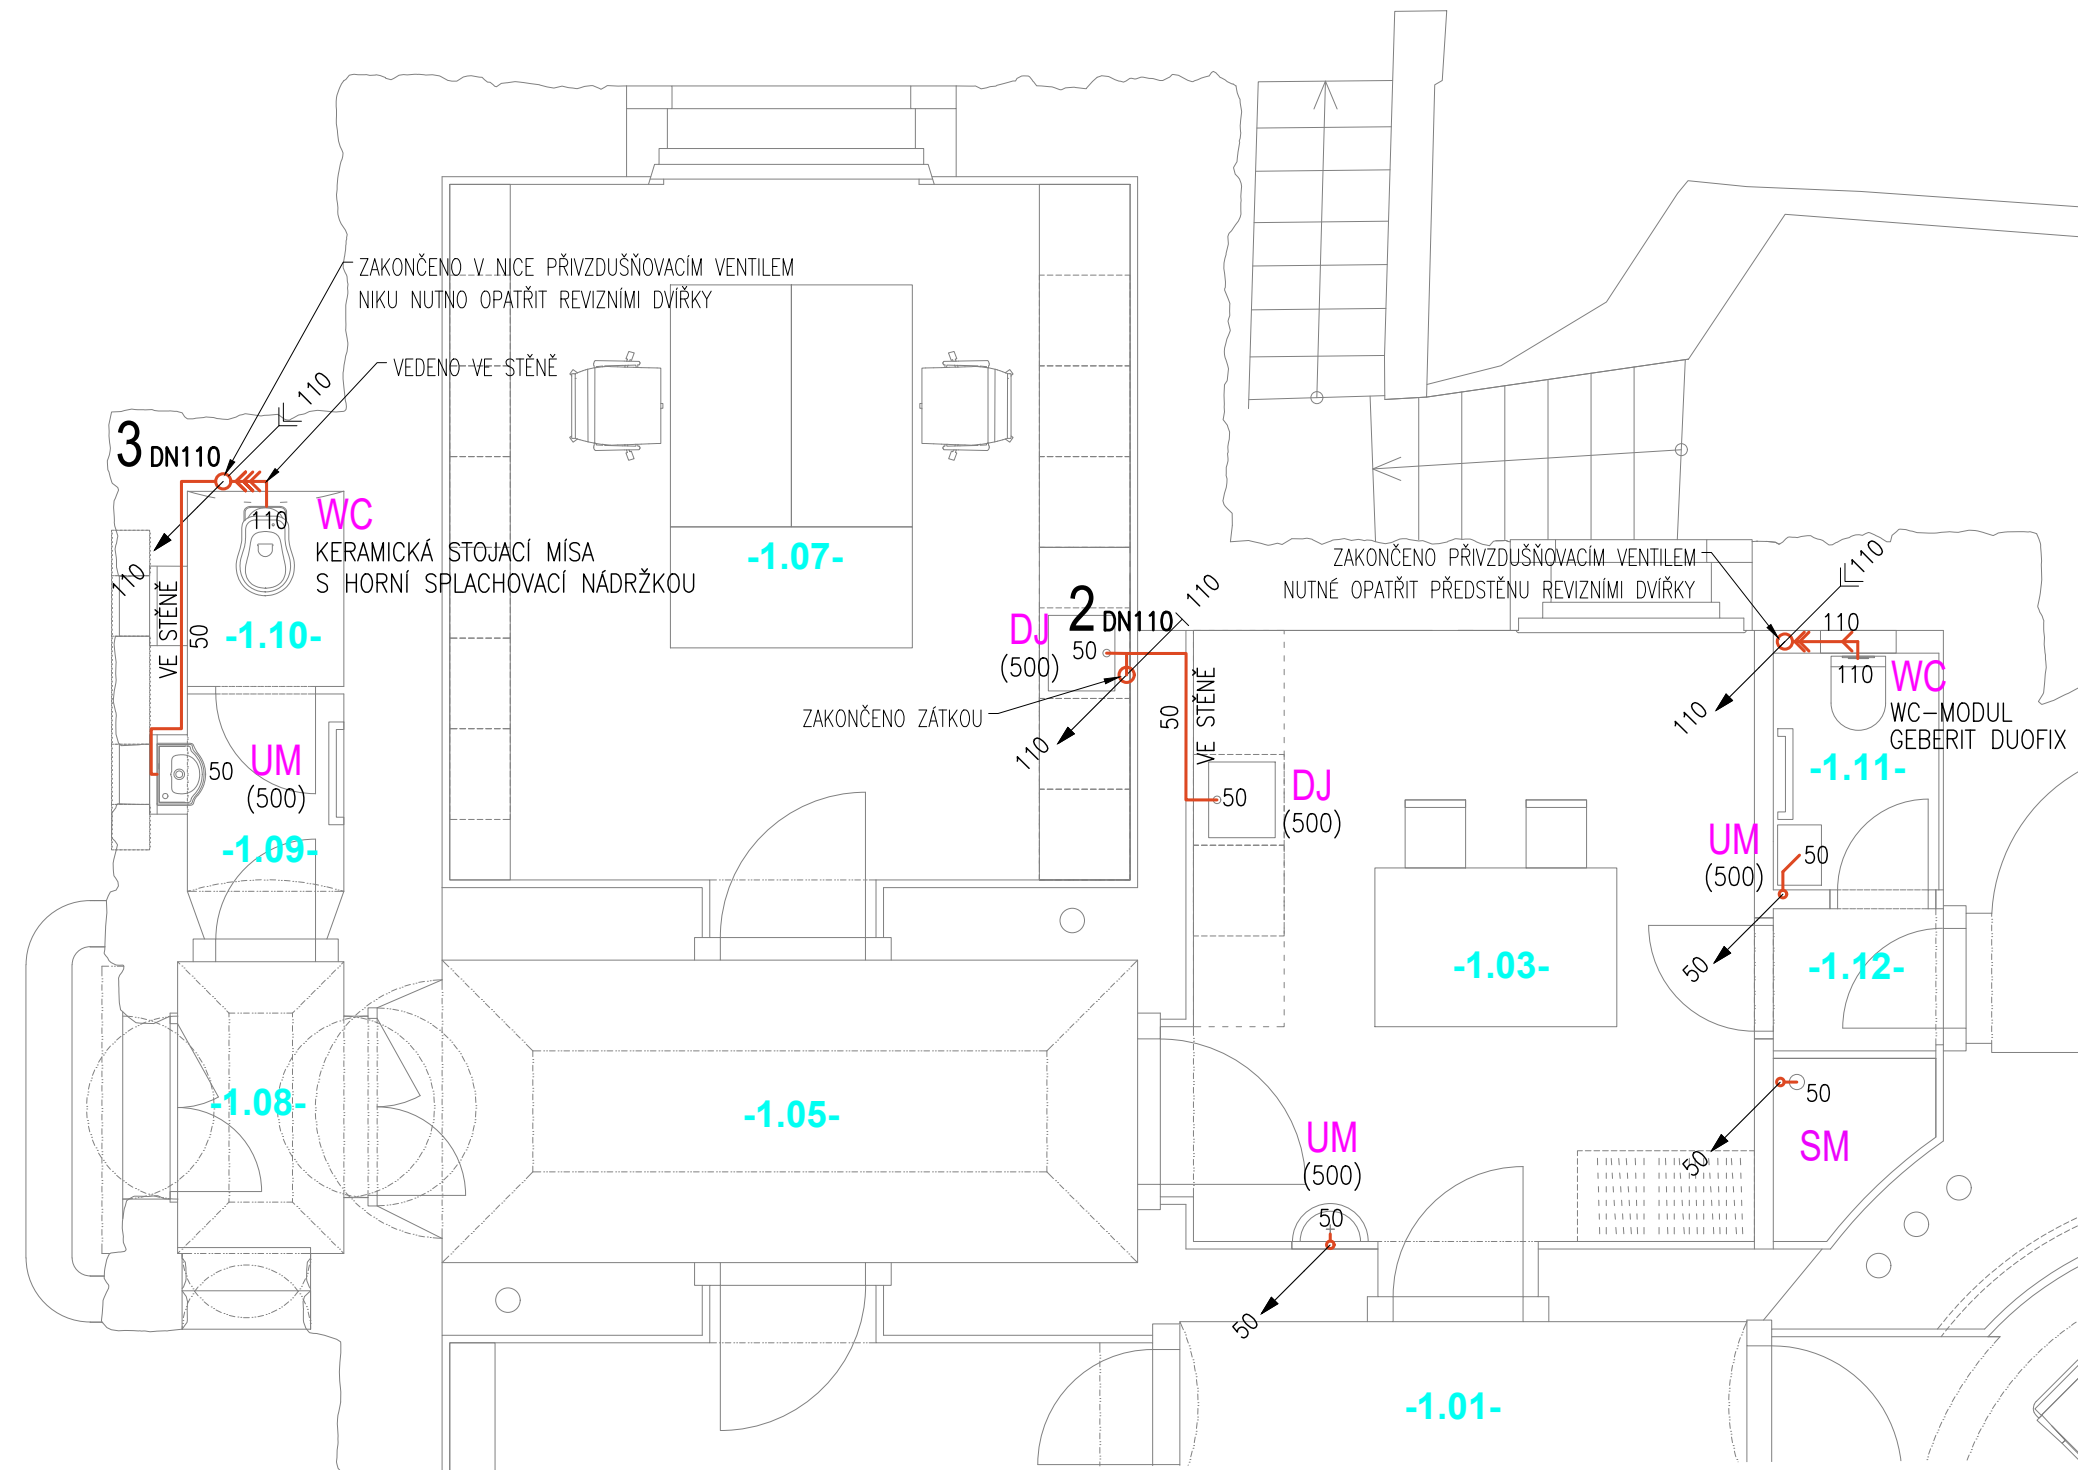 ZAKONČENO V NICE PŘIVZDUŠŇOVACÍM VENTILEM
NIKU NUTNO OPATŘIT REVIZNÍMI DVÍŘKY
VEDENO VE STĚNĚ
110
3 DN110
110
WC
KERAMICKÁ STOJACÍ MÍSA
S HORNÍ SPLACHOVACÍ NÁDRŽKOU
110
VE STĚNĚ
50
-1.10-
50
UM
(500)
-1.09-
-1.08-
-1.07-
2 DN110
110
DJ
(500)
50
ZAKONČENO ZÁTKOU
110
50
VE STĚNĚ
50
DJ
(500)
ZAKONČENO PŘIVZDUŠŇOVACÍM VENTILEM
NUTNÉ OPATŘIT PŘEDSTĚNU REVIZNÍMI DVÍŘKY
110
110
110
110
WC
WC-MODUL
GEBERIT DUOFIX
-1.11-
UM
(500)
50
50
-1.03-
-1.12-
50
50
SM
-1.05-
UM
(500)
50
50
-1.01-